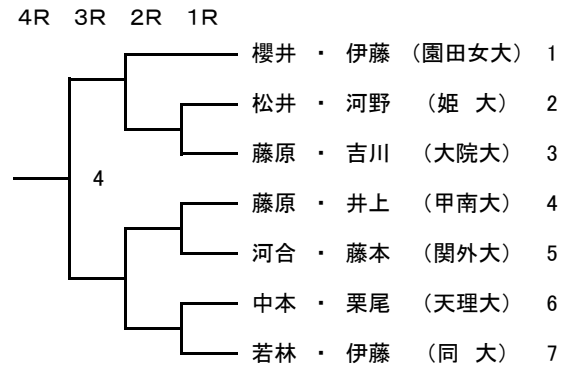 4R 3R 2R 1R
櫻井 ・ 伊藤 (園田女大) 1
松井 ・ 河野 (姫 大) 2
藤原 ・ 吉川 (大院大) 3
4
藤原 ・ 井上 (甲南大) 4
河合 ・ 藤本 (関外大) 5
中本 ・ 栗尾 (天理大) 6
若林 ・ 伊藤 (同 大) 7